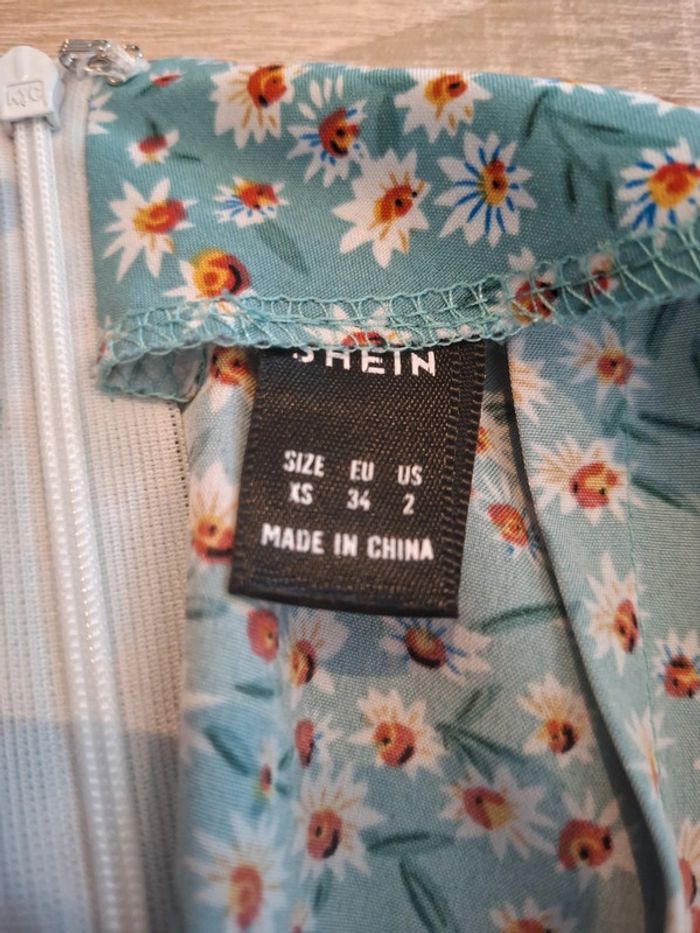 SHEIN
SIZE EU US
XS 34 2
MADE IN CHINA